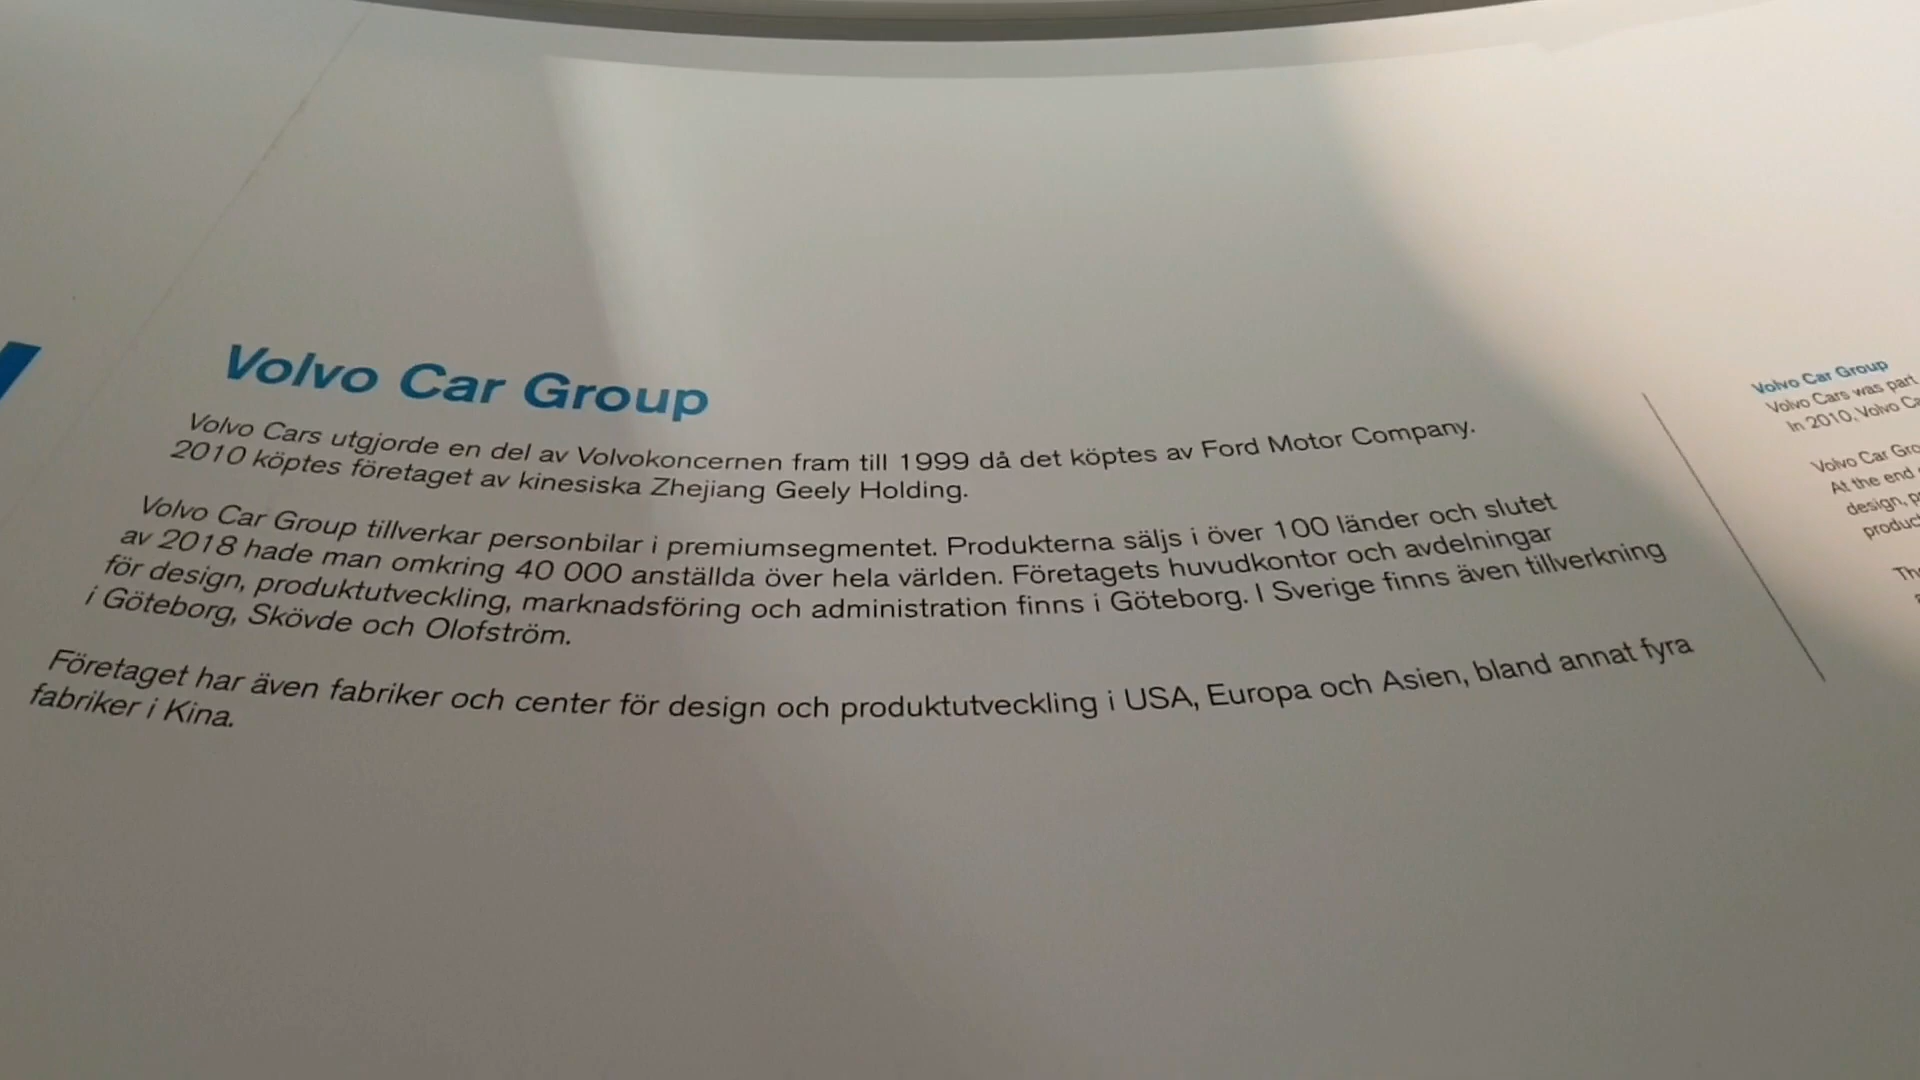 Volvo Car Group
Volvo Cars utgjorde en del av Volvokoncernen fram till 1999 då det köptes av Ford Motor Company.
2010 köptes företaget av kinesiska Zhejiang Geely Holding.
Volvo Car Group tillverkar personbilar i premiumsegmentet. Produkterna säljs i över 100 länder och slutet
av 2018 hade man omkring 40 000 anställda över hela världen. Företagets huvudkontor och avdelningar
för design, produktutveckling, marknadsföring och administration finns i Göteborg. I Sverige finns även tillverkning
i Göteborg, Skövde och Olofström.
Företaget har även fabriker och center för design och produktutveckling i USA, Europa och Asien, bland annat fyra
fabriker i Kina.
Volvo Car Group
Volvo Cars was part
In 2010, Volvo
Volvo Car
At the end
design,